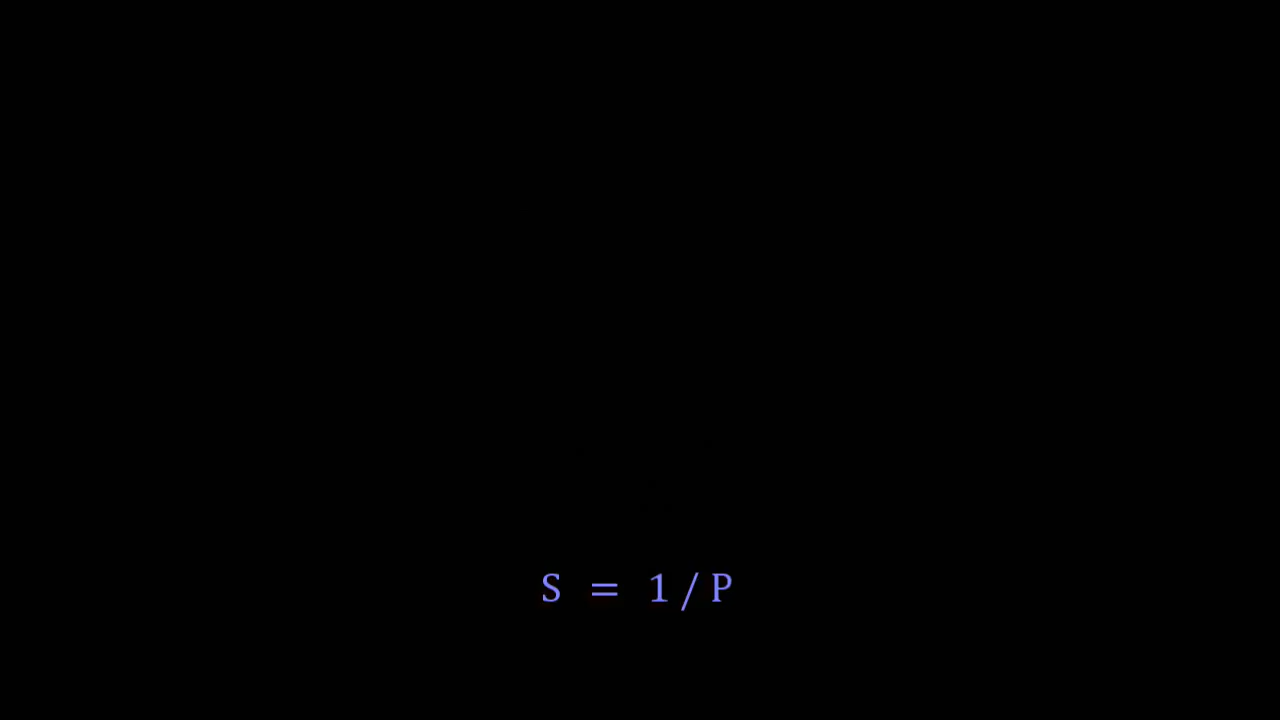 S = 1/P